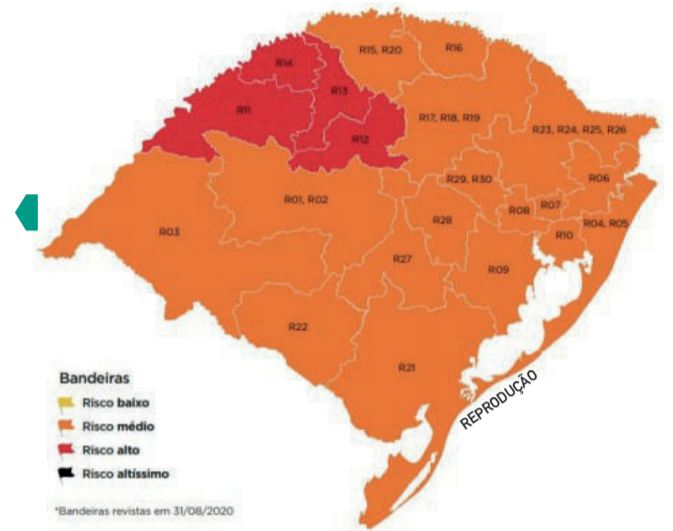 R15, R20
R16
R14
R13
R11
R17, R18, R19
R12
R23, R24, R25, R26
R29, R30
R06
R01, R02
R28
R08
R07
R04, R05
R03
R10
R27
R09
R22
R21
REPRODUÇÃO
Bandeiras
Risco baixo
Risco médio
Risco alto
Risco altíssimo
*Bandeiras revistas em 31/08/2020